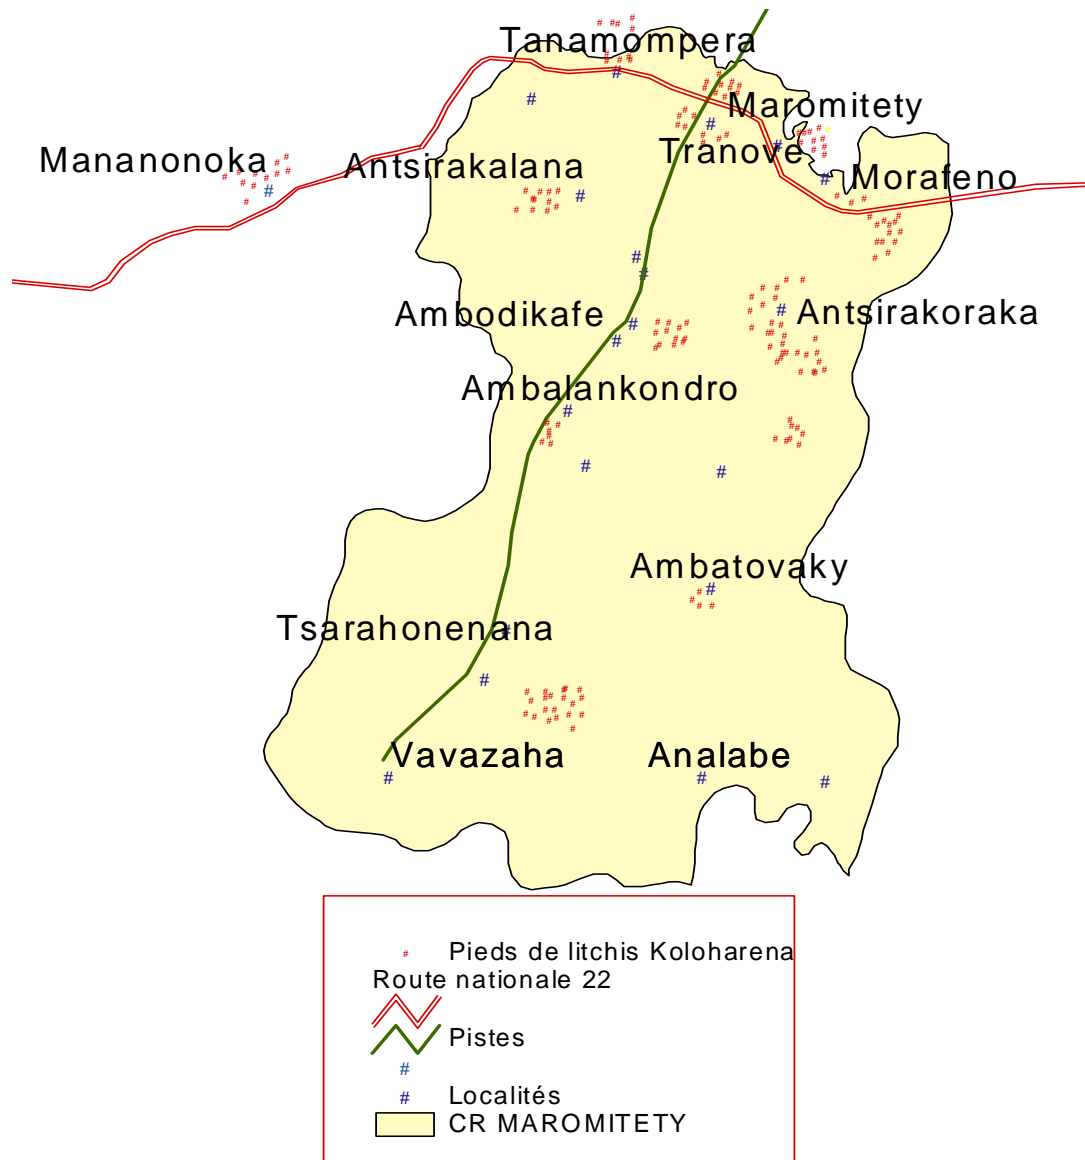 Tanamompera
Maromitety
Mananonoka
Antsirakalana
Tranove
Morafeno
Ambodikafe
Antsirakoraka
Ambalankondro
Ambatovaky
Tsarahonenana
Vavazaha
Analabe
Pieds de litchis Koloharena
Route nationale 22
Pistes
Localités
CR MAROMITETY